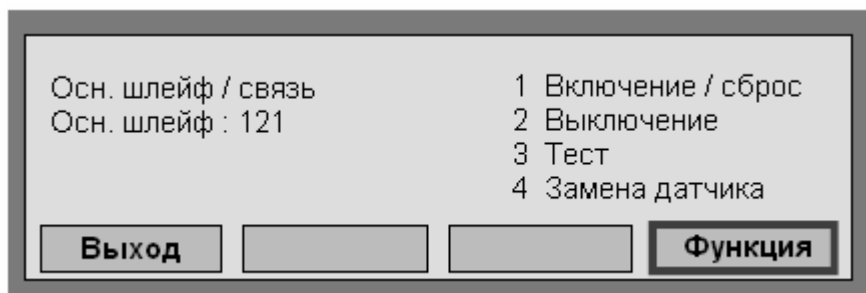 Осн. шлейф / связь
Осн. шлейф : 121
1 Включение / сброс
2 Выключение
3 Тест
4 Замена датчика
Выход
Функция